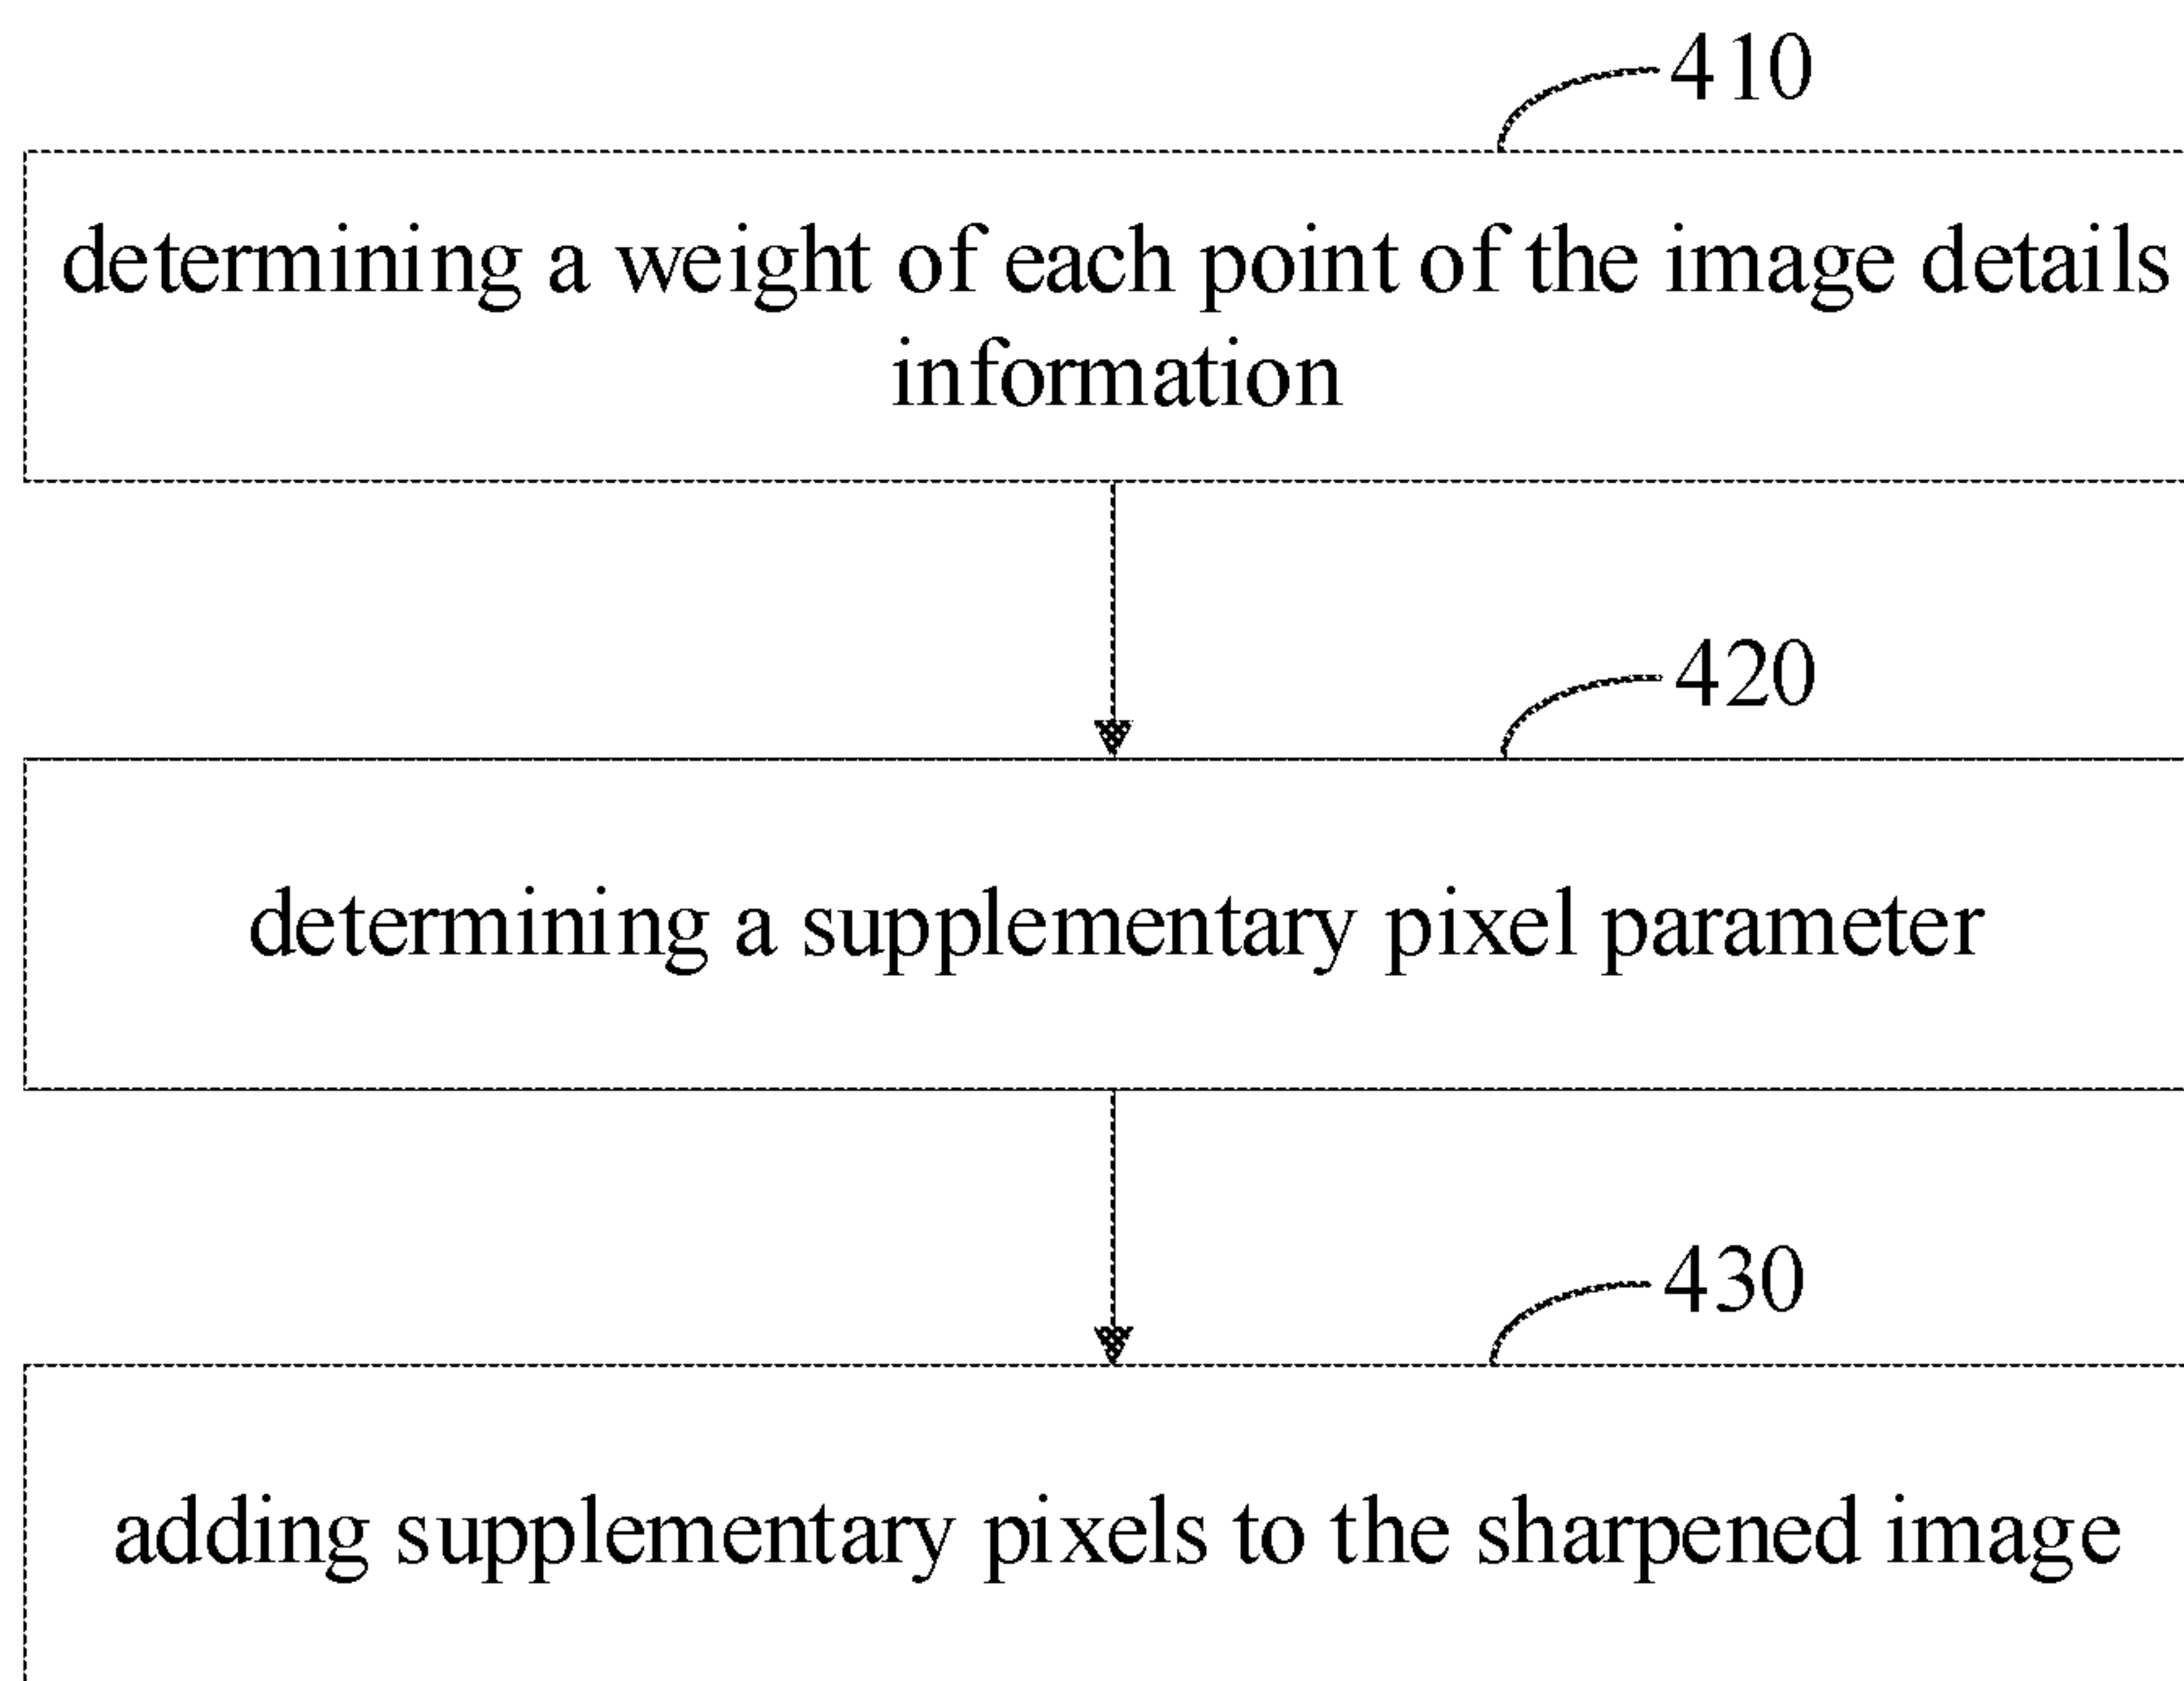 410
determining a weight of each point of the image details
information
420
determining a supplementary pixel parameter
430
adding supplementary pixels to the sharpened image